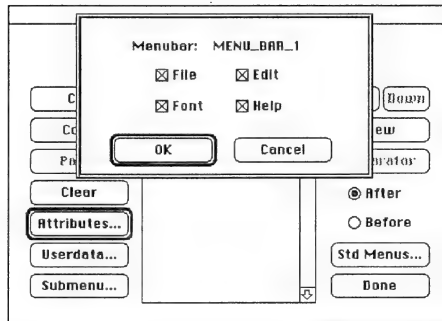 Menubar: MENU_BAR_1
File Edit
Font Help
OK Cancel
Down
Clear
After
Attributes...
Before
Userdata...
Std Menus...
Submenu...
Done